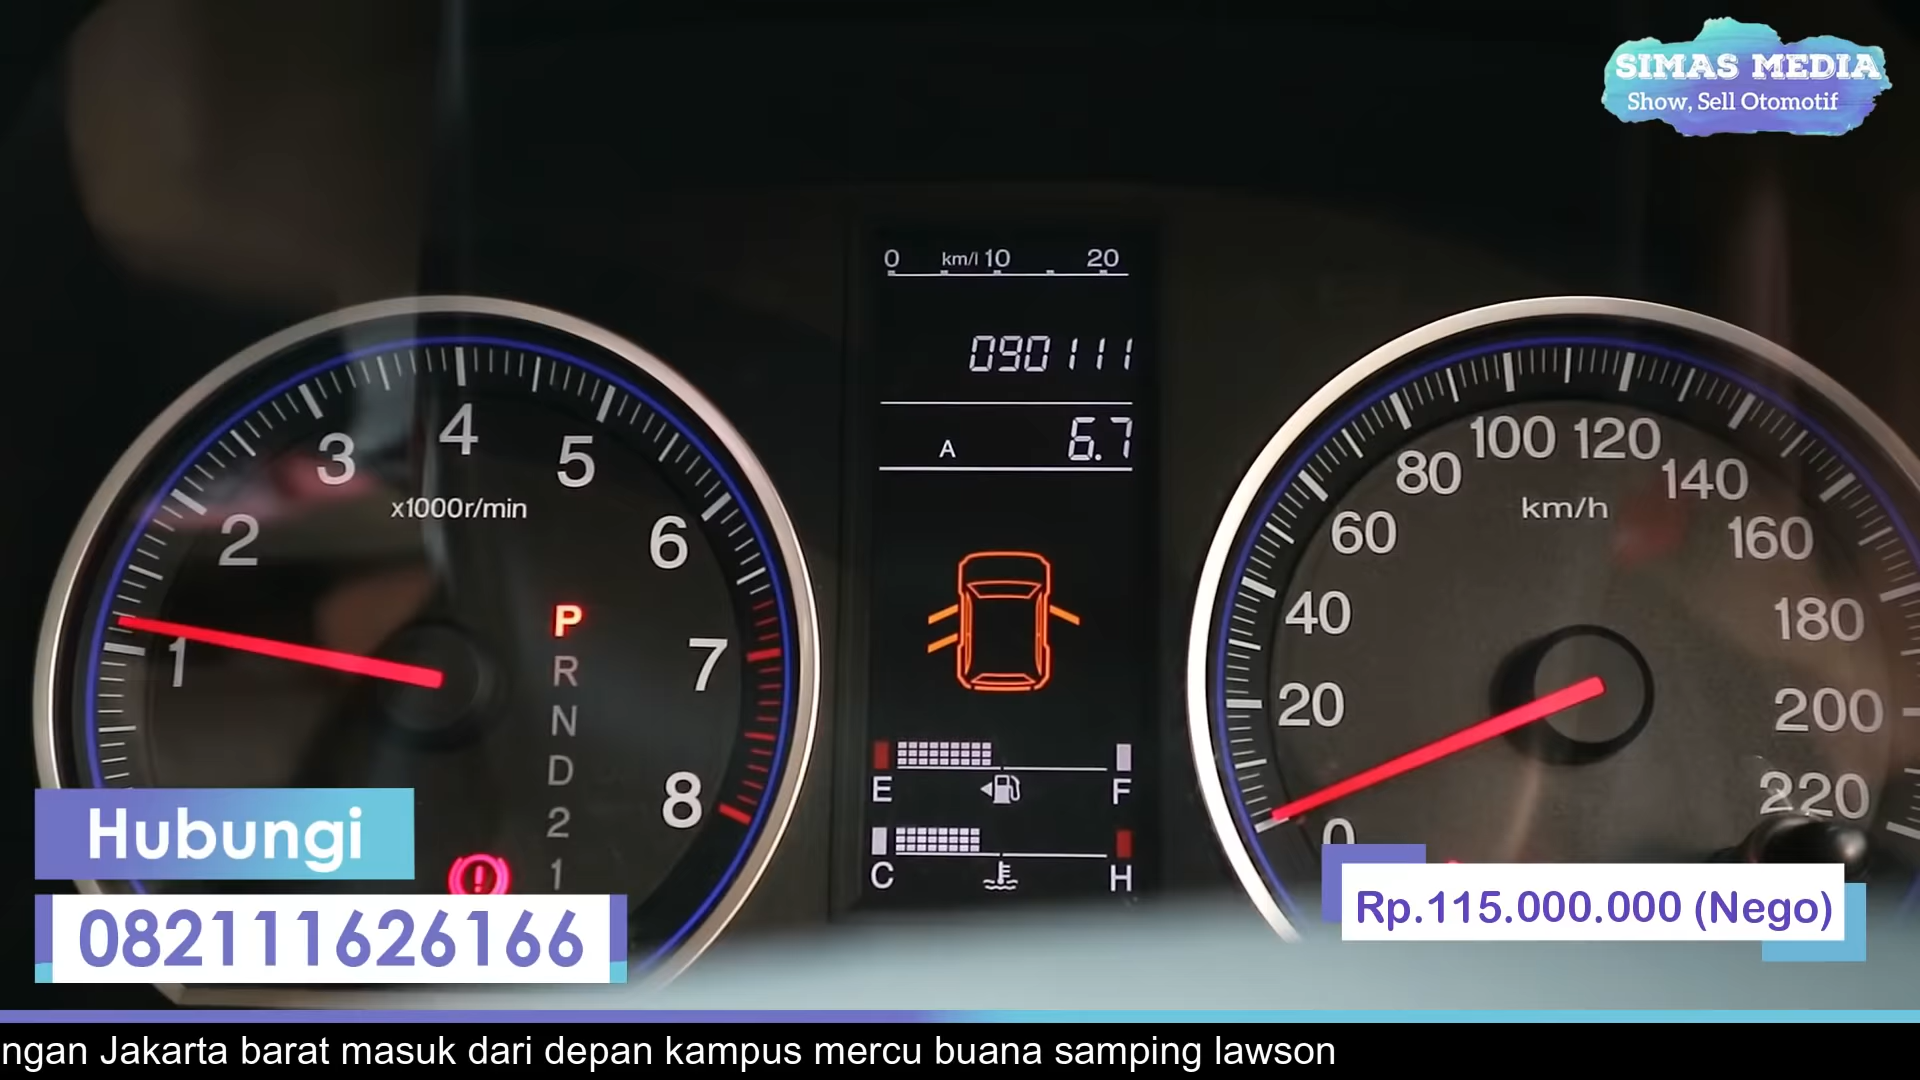 SIMAS MEDIA
Show, Sell Otomotif
0 km/l 10 20
090111
A 6.7
1 2 3 4 5 6 7 8
x1000r/min
P
R
N
D
2
1
E F
C H
0 20 40 60 80 100 120 140 160 180 200 220
km/h
Hubungi
082111626166
Rp.115.000.000 (Nego)
ngan Jakarta barat masuk dari depan kampus mercu buana samping lawson